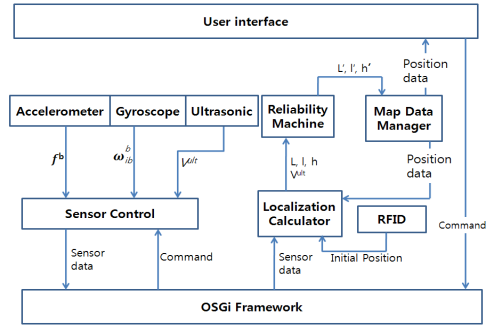 User interface
L', l', h'
Position
data
Accelerometer
Gyroscope
Ultrasonic
Reliability
Machine
Map Data
Manager
f^b
ω_ib^b
V^ult
L, l, h
V^ult
Position
data
Sensor Control
Localization
Calculator
RFID
Command
Sensor
data
Command
Sensor
data
Initial Position
OSGi Framework